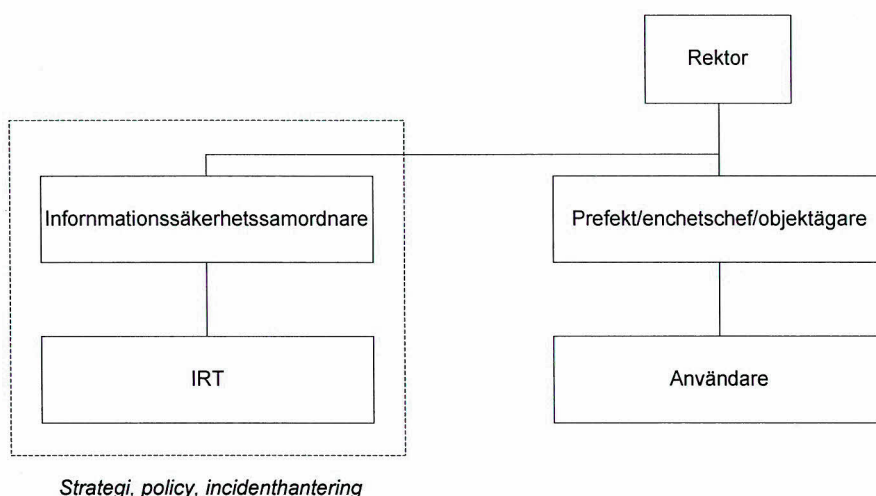 Rektor
Infornmationssäkerhetssamordnare
Prefekt/enchetschef/objektägare
IRT
Användare
Strategi, policy, incidenthantering